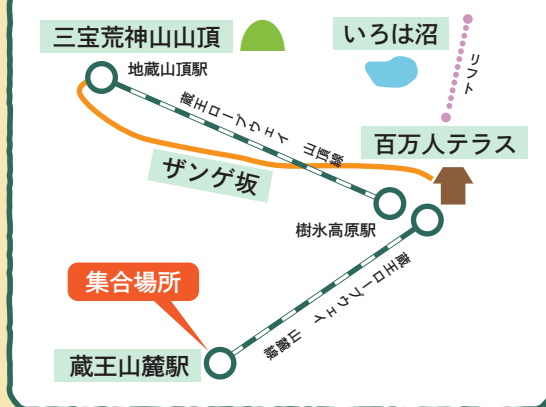 三宝荒神山山頂
いろは沼
地蔵山頂駅
リフト
蔵王ロープウェイ 山頂線
百万人テラス
ザンゲ坂
樹氷高原駅
蔵王ロープウェイ 山麓線
集合場所
蔵王山麓駅